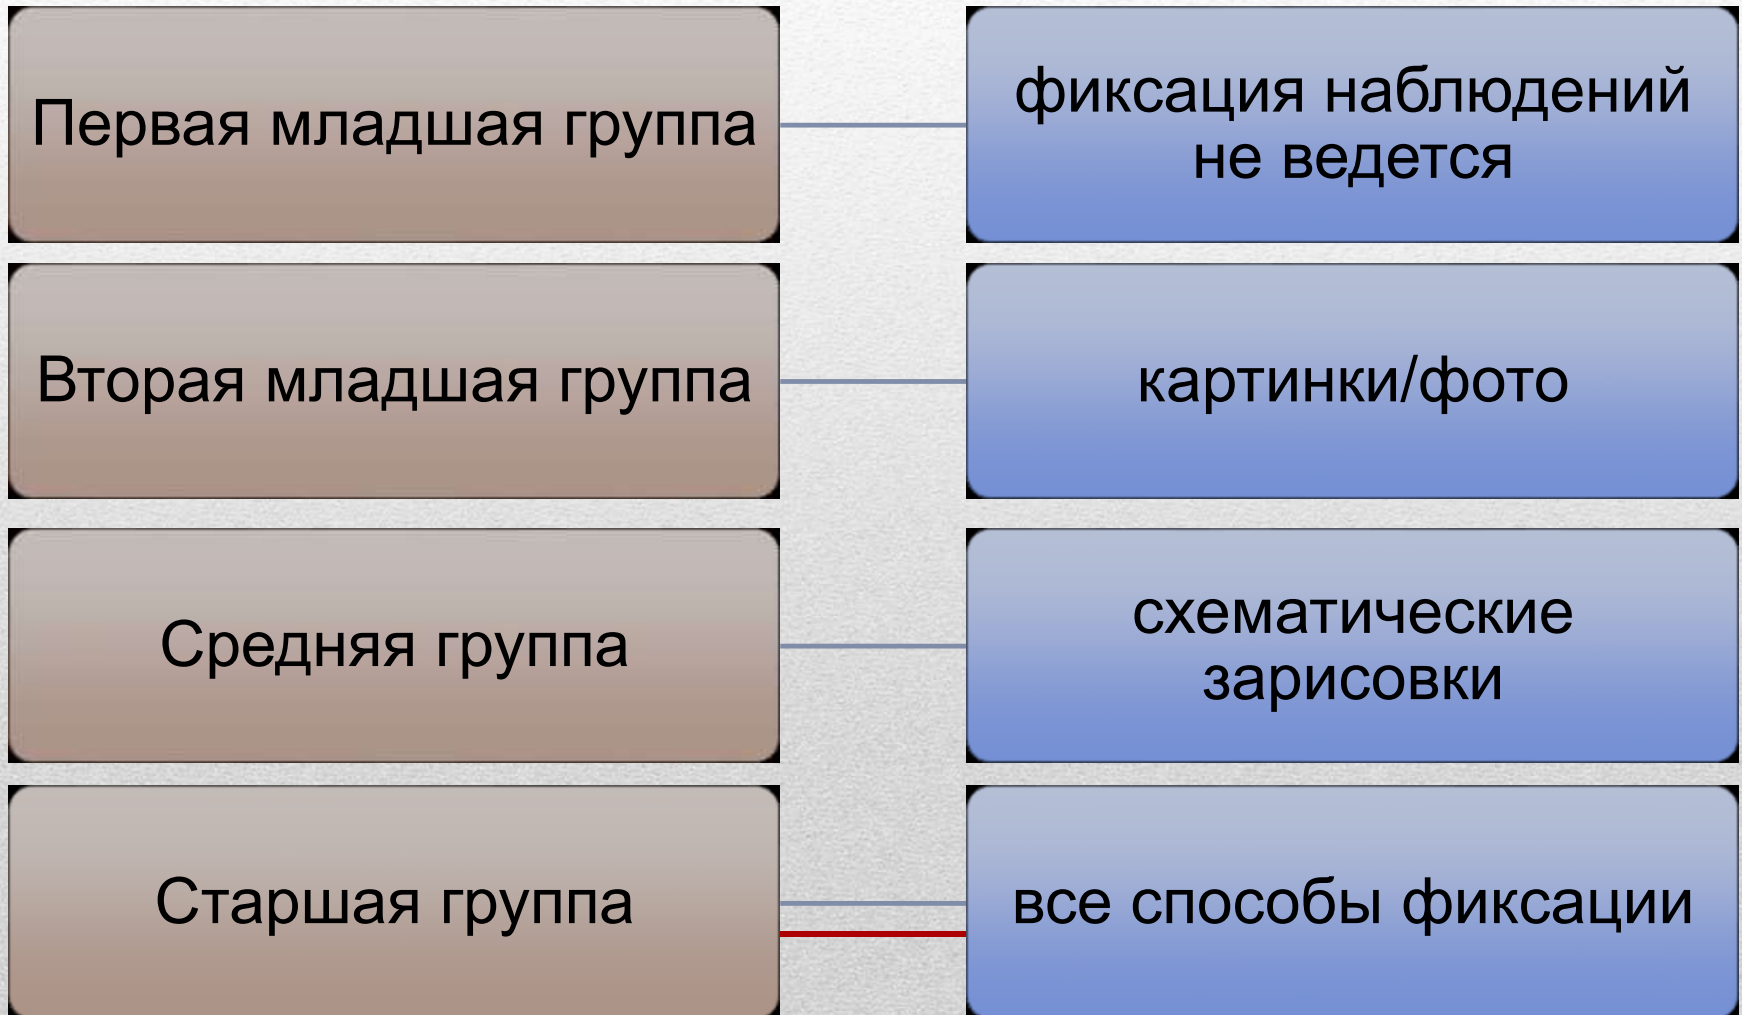 Первая младшая группа
фиксация наблюдений
не ведется
Вторая младшая группа
картинки/фото
Средняя группа
схематические
зарисовки
Старшая группа
все способы фиксации